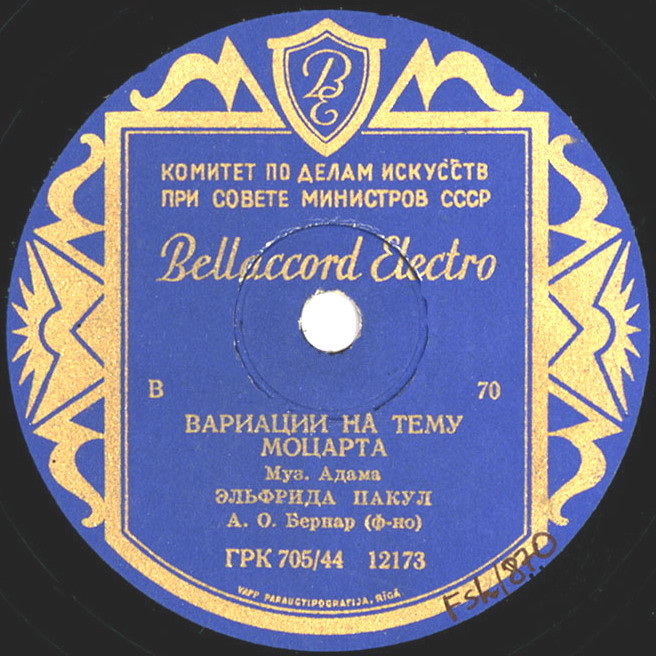 BE
КОМИТЕТ ПО ДЕЛАМ ИСКУССТВ
ПРИ СОВЕТЕ МИНИСТРОВ СССР
Bellaccord Electro
В 70
ВАРИАЦИИ НА ТЕМУ
МОЦАРТА
Муз. Адама
ЭЛЬФРИДА ПАКУЛ
А. О. Бернар (ф-но)
ГРК 705/44 12173
VAPP PARAUGTIPOGRAFIJA, RĪGĀ